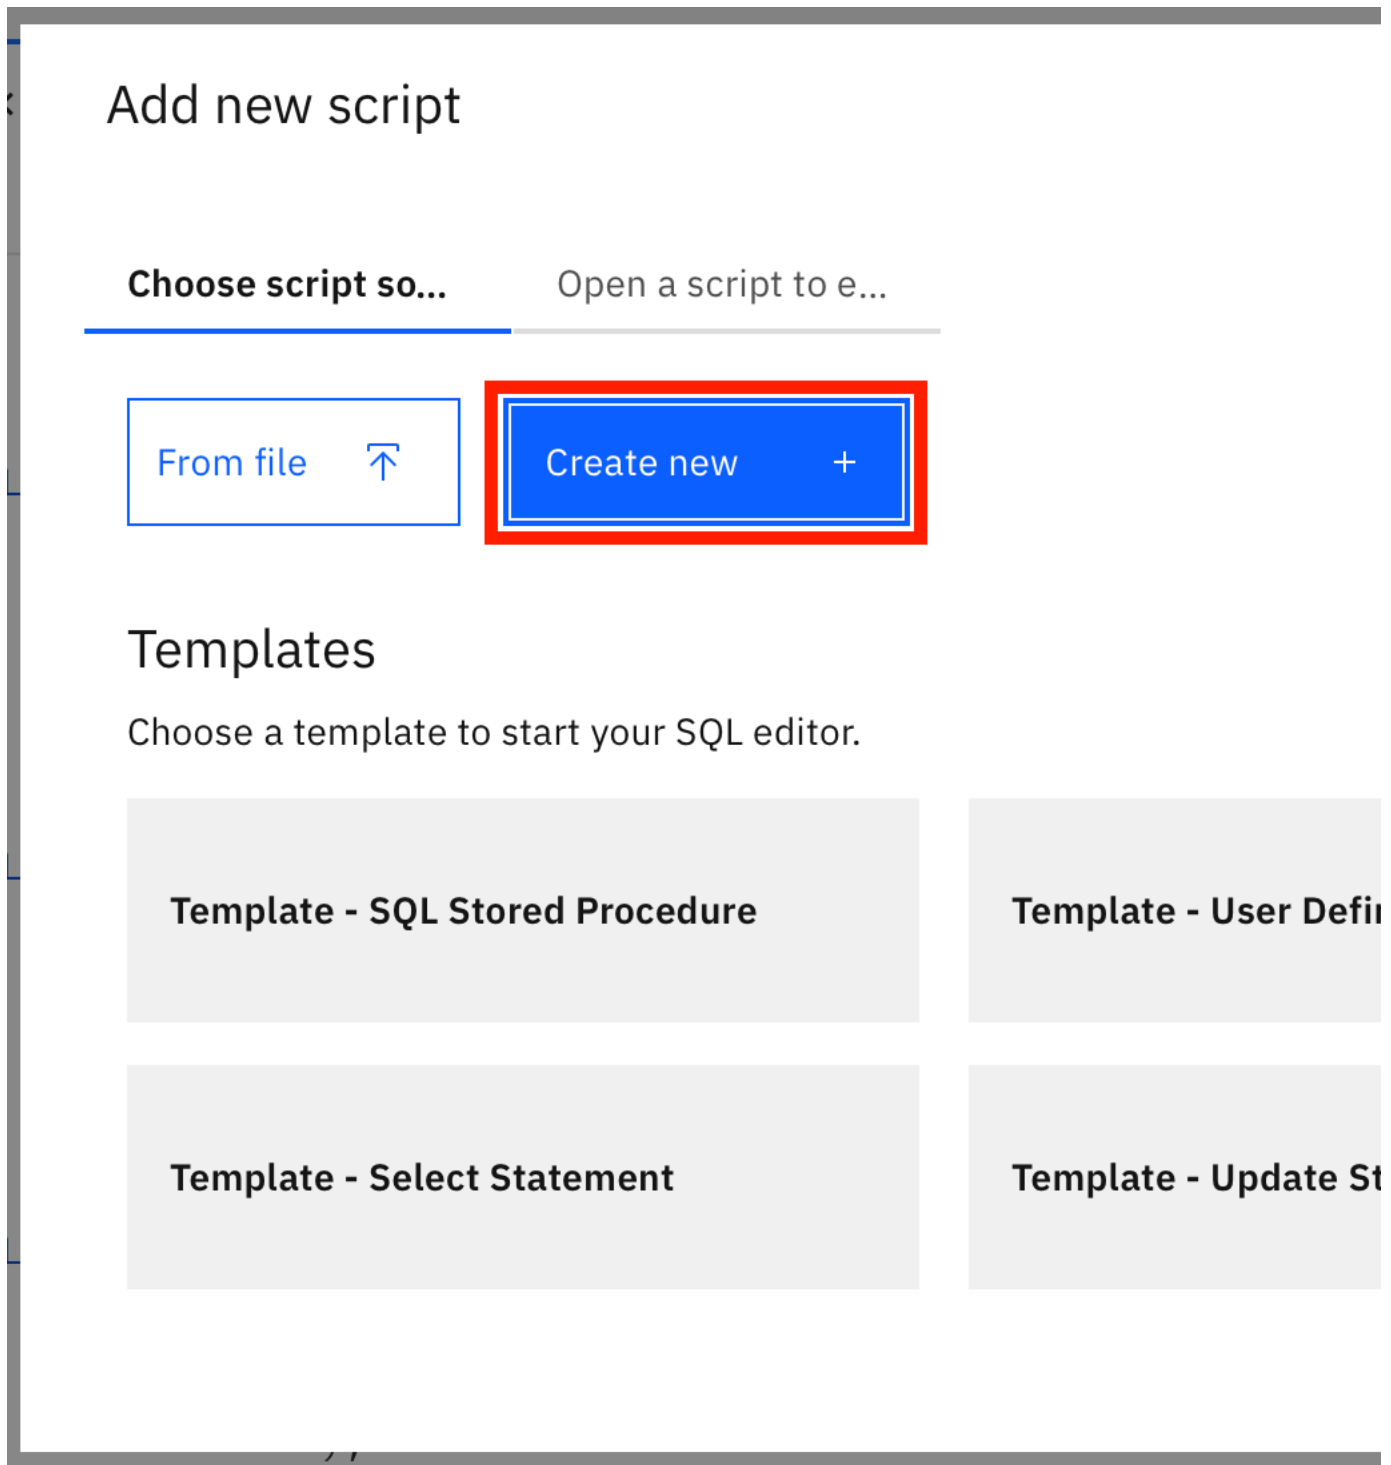 Add new script
Choose script so...
Open a script to e...
From file
Create new +
Templates
Choose a template to start your SQL editor.
Template - SQL Stored Procedure
Template - User Defin
Template - Select Statement
Template - Update St